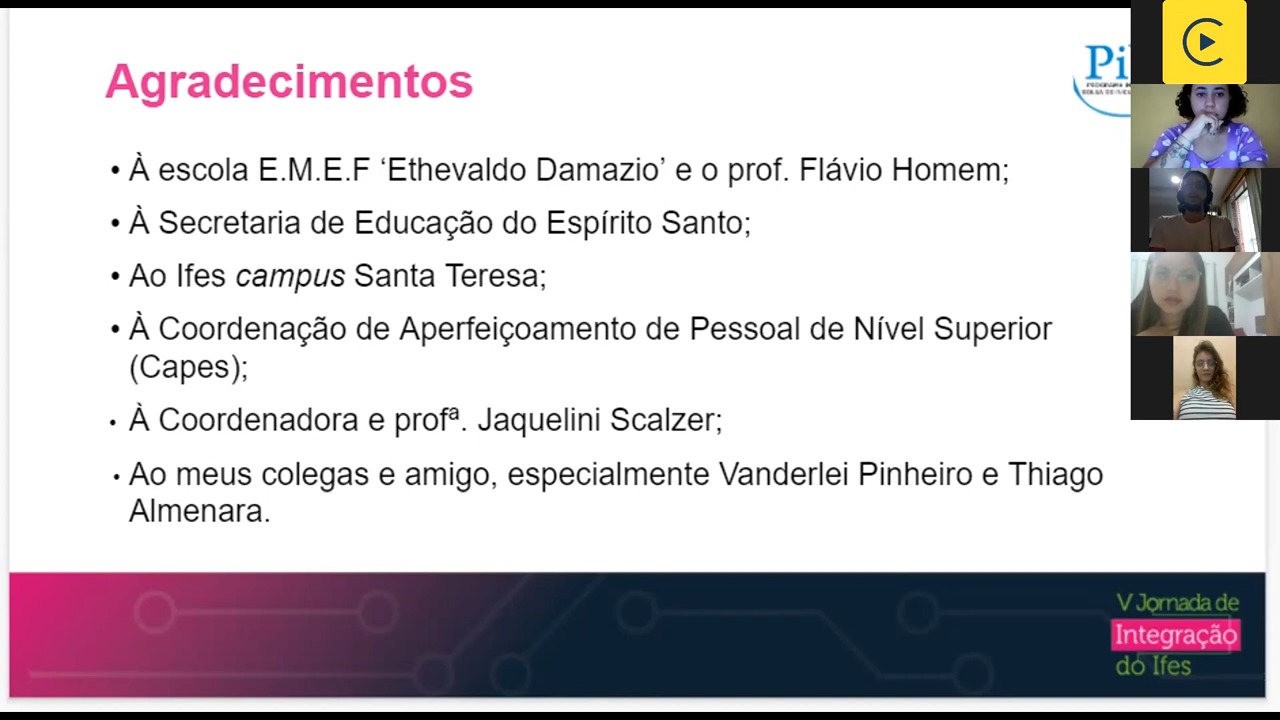 Agradecimentos
• À escola E.M.E.F ‘Ethevaldo Damazio’ e o prof. Flávio Homem;
• À Secretaria de Educação do Espírito Santo;
• Ao Ifes campus Santa Teresa;
• À Coordenação de Aperfeiçoamento de Pessoal de Nível Superior
(Capes);
• À Coordenadora e profª. Jaquelini Scalzer;
• Ao meus colegas e amigo, especialmente Vanderlei Pinheiro e Thiago
Almenara.
V Jornada de
Integração
do Ifes